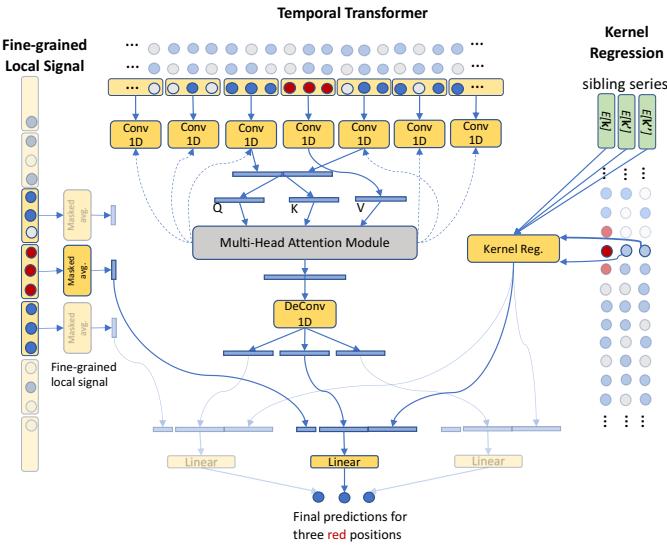 Temporal Transformer
Fine-grained
Local Signal
Kernel
Regression
sibling series
E[k]
E[k']
E[k'']
...
...
...
...
...
...
Conv
1D
Conv
1D
Conv
1D
Conv
1D
Conv
1D
Conv
1D
Conv
1D
Masked
avg.
Q
K
V
Multi-Head Attention Module
Kernel Reg.
Masked
avg.
DeConv
1D
Masked
avg.
Fine-grained
local signal
Linear
Linear
Linear
Final predictions for
three red positions